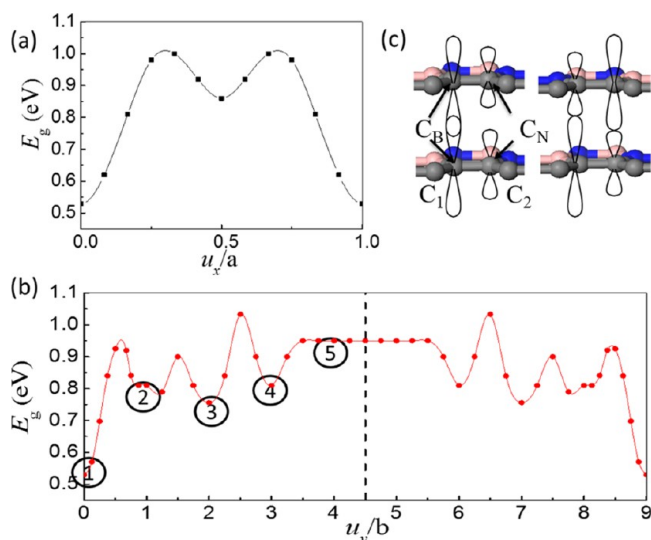 (a)
1.1
1.0
0.9
0.8
0.7
0.6
0.5
E_g (eV)
0.0 0.5 1.0
u_x/a
(c)
C_B C_N
C_1 C_2
(b)
1.1
1.0
0.9
0.8
0.7
0.6
0.5
E_g (eV)
1 2 3 4 5
0 1 2 3 4 5 6 7 8 9
u_y/b